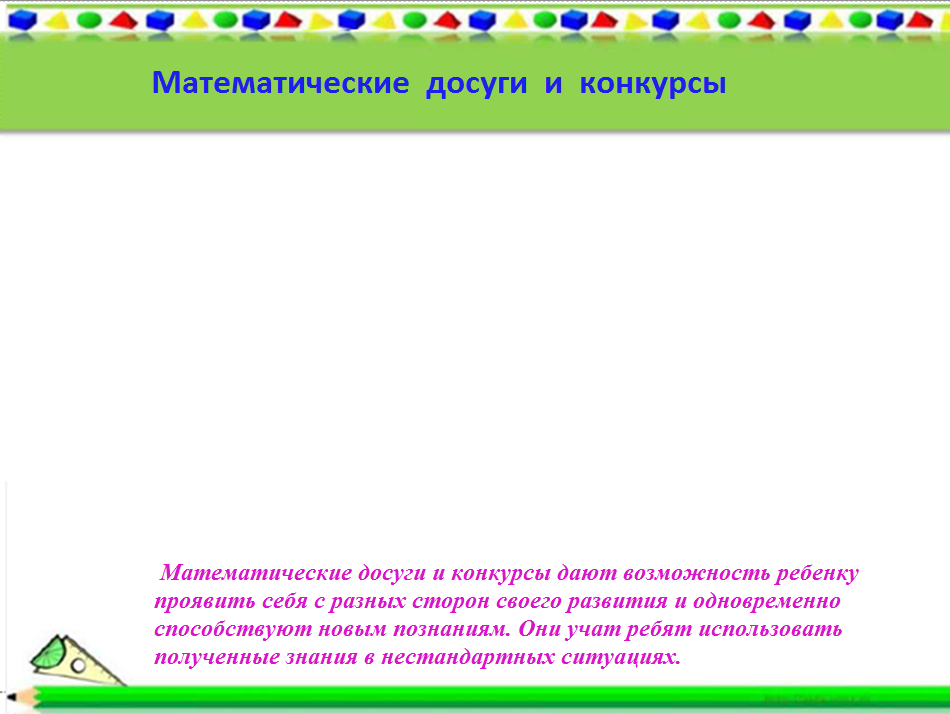 Математические досуги и конкурсы
Математические досуги и конкурсы дают возможность ребенку
проявить себя с разных сторон своего развития и одновременно
способствуют новым познаниям. Они учат ребят использовать
полученные знания в нестандартных ситуациях.